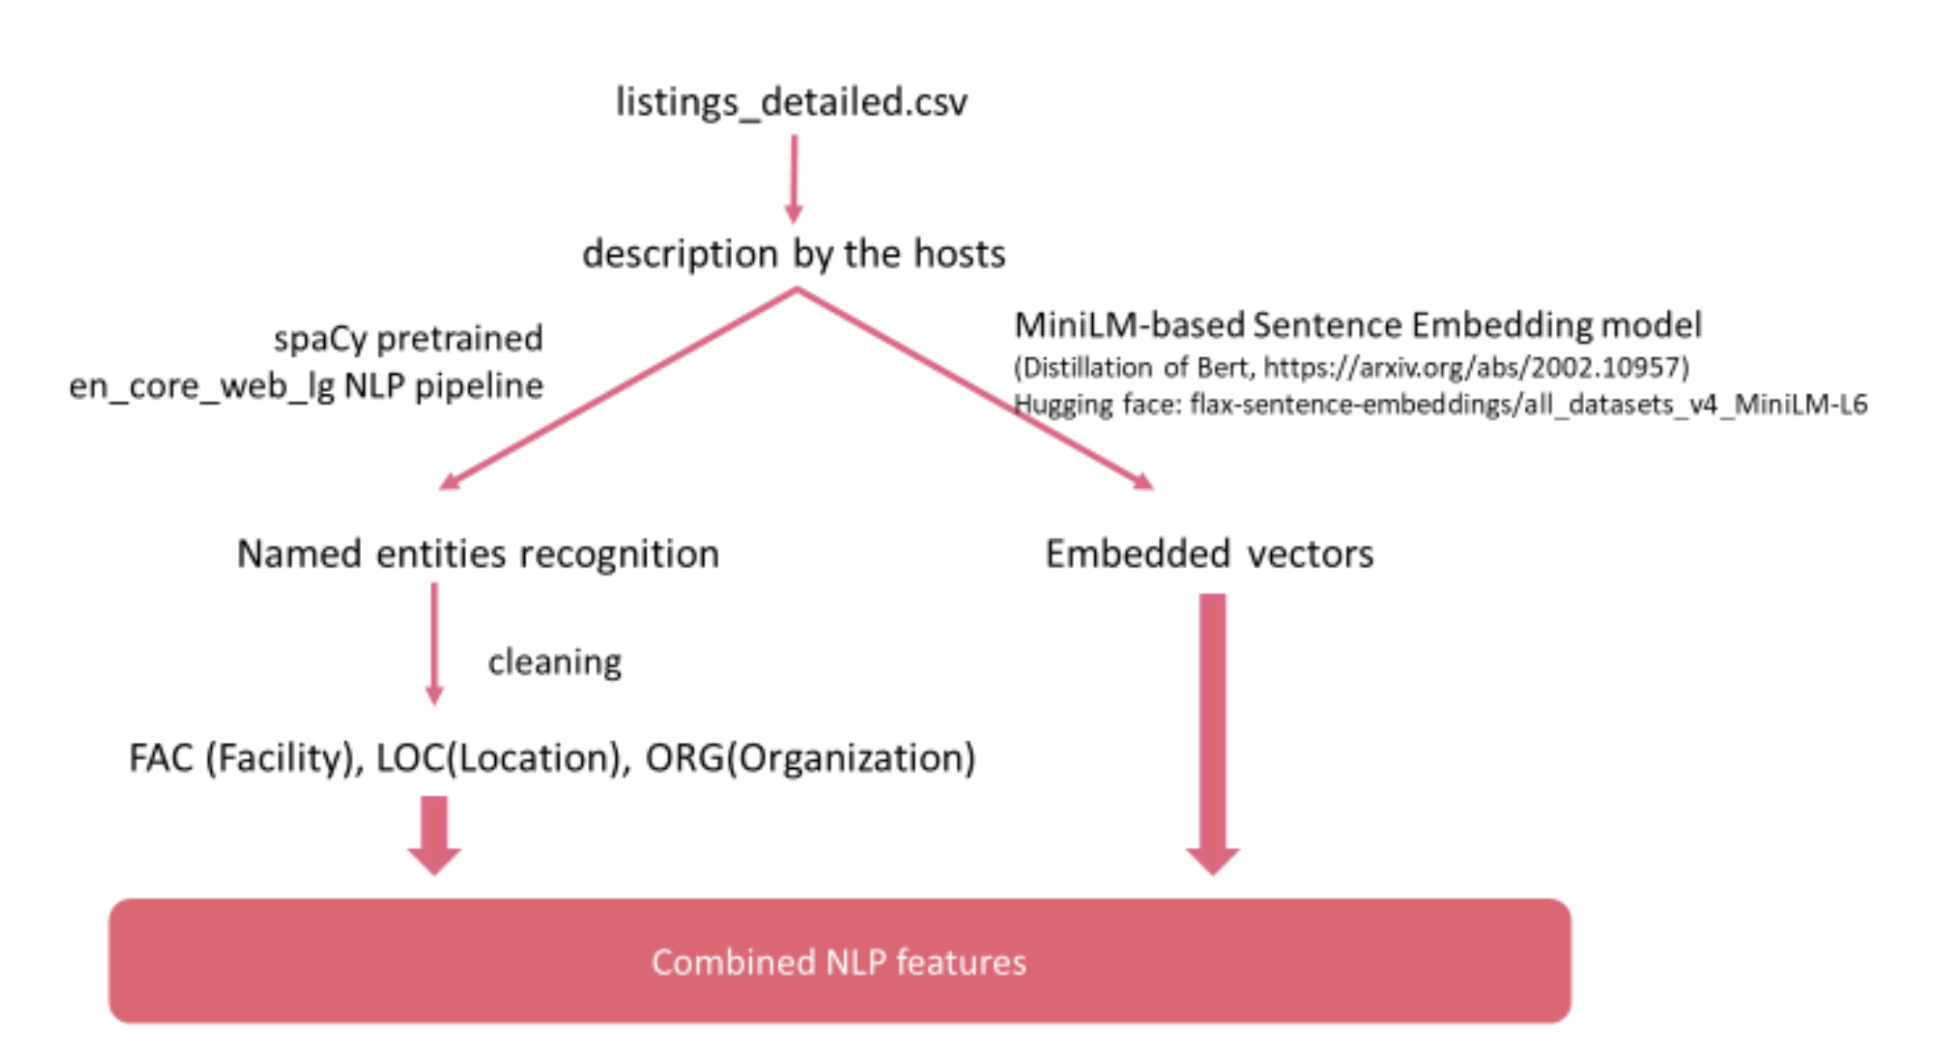 listings_detailed.csv
description by the hosts
spaCy pretrained
en_core_web_lg NLP pipeline
MiniLM-based Sentence Embedding model
(Distillation of Bert, https://arxiv.org/abs/2002.10957)
Hugging face: flax-sentence-embeddings/all_datasets_v4_MiniLM-L6
Named entities recognition
Embedded vectors
cleaning
FAC (Facility), LOC(Location), ORG(Organization)
Combined NLP features